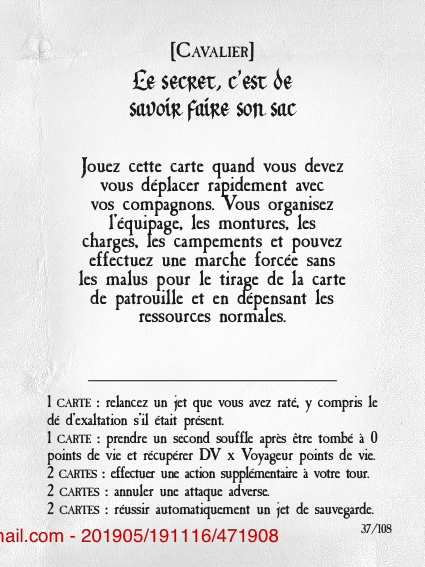 [Cavalier]
Le secret, c'est de
savoir faire son sac
Jouez cette carte quand vous devez
vous déplacer rapidement avec
vos compagnons. Vous organisez
l'équipage, les montures, les
charges, les campements et pouvez
effectuez une marche forcée sans
les malus pour le tirage de la carte
de patrouille et en dépensant les
ressources normales.
1 carte : relancez un jet que vous avez raté, y compris le
dé d'exaltation s'il était présent.
1 carte : prendre un second souffle après être tombé à 0
points de vie et récupérer DV x Voyageur points de vie.
2 cartes : effectuer une action supplémentaire à votre tour.
2 cartes : annuler une attaque adverse.
2 cartes : réussir automatiquement un jet de sauvegarde.
37/108
mail.com - 201905/191116/471908